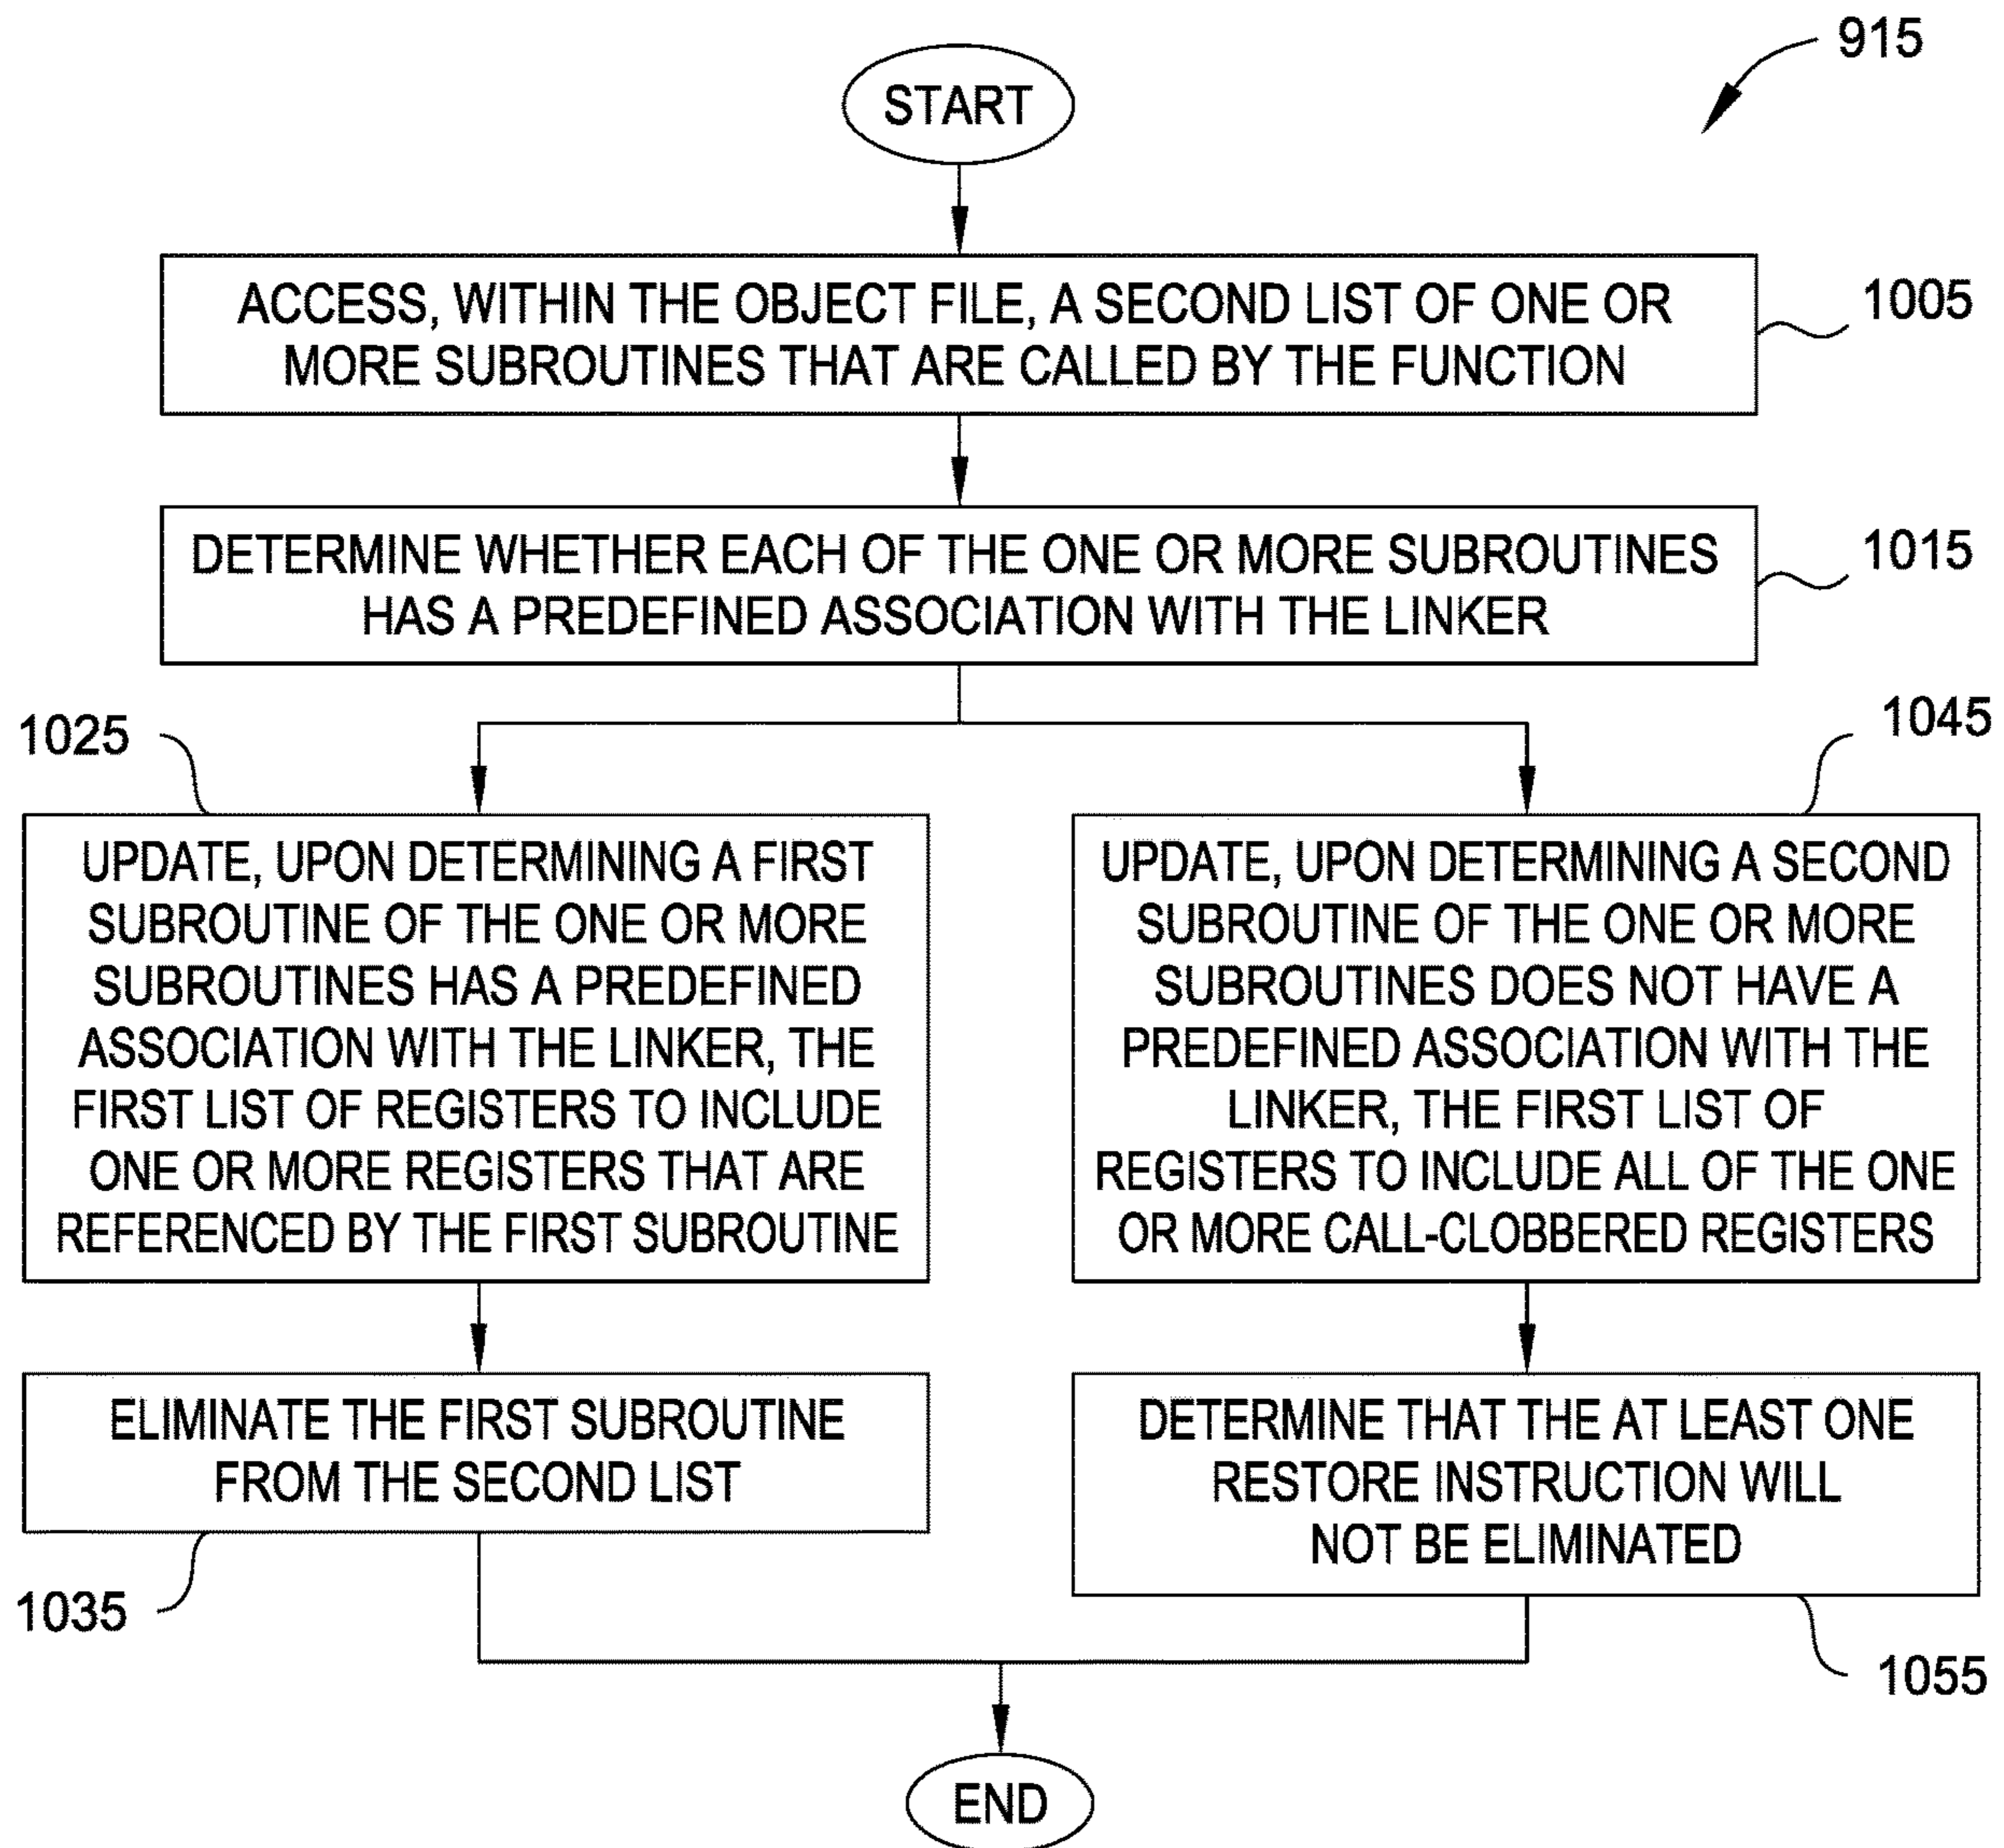 915
START
ACCESS, WITHIN THE OBJECT FILE, A SECOND LIST OF ONE OR
MORE SUBROUTINES THAT ARE CALLED BY THE FUNCTION
1005
DETERMINE WHETHER EACH OF THE ONE OR MORE SUBROUTINES
HAS A PREDEFINED ASSOCIATION WITH THE LINKER
1015
1025
UPDATE, UPON DETERMINING A FIRST
SUBROUTINE OF THE ONE OR MORE
SUBROUTINES HAS A PREDEFINED
ASSOCIATION WITH THE LINKER, THE
FIRST LIST OF REGISTERS TO INCLUDE
ONE OR MORE REGISTERS THAT ARE
REFERENCED BY THE FIRST SUBROUTINE
ELIMINATE THE FIRST SUBROUTINE
FROM THE SECOND LIST
1035
1045
UPDATE, UPON DETERMINING A SECOND
SUBROUTINE OF THE ONE OR MORE
SUBROUTINES DOES NOT HAVE A
PREDEFINED ASSOCIATION WITH THE
LINKER, THE FIRST LIST OF
REGISTERS TO INCLUDE ALL OF THE ONE
OR MORE CALL-CLOBBERED REGISTERS
DETERMINE THAT THE AT LEAST ONE
RESTORE INSTRUCTION WILL
NOT BE ELIMINATED
1055
END